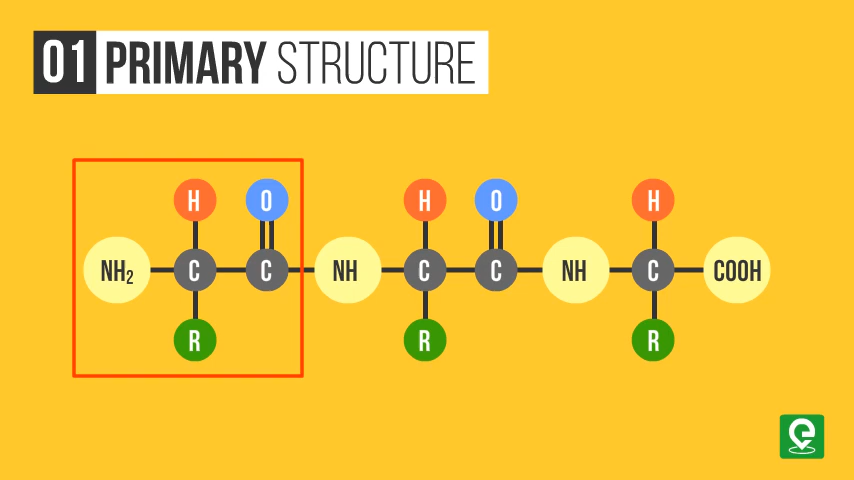 01 PRIMARY STRUCTURE
H O H O H
NH₂ C C NH C C NH C COOH
R R R